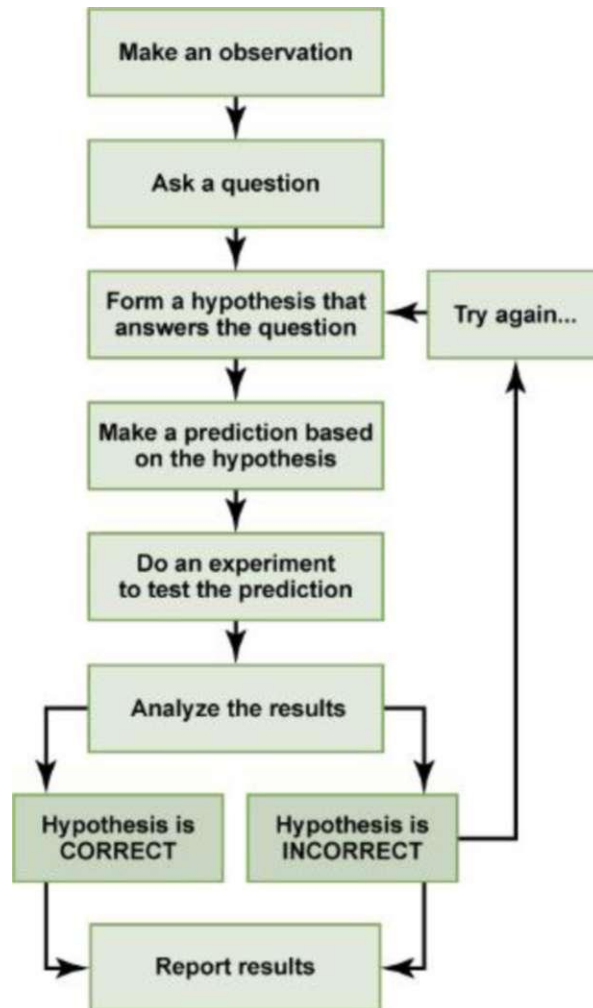 Make an observation
Ask a question
Form a hypothesis that
answers the question
Try again...
Make a prediction based
on the hypothesis
Do an experiment
to test the prediction
Analyze the results
Hypothesis is
CORRECT
Hypothesis is
INCORRECT
Report results